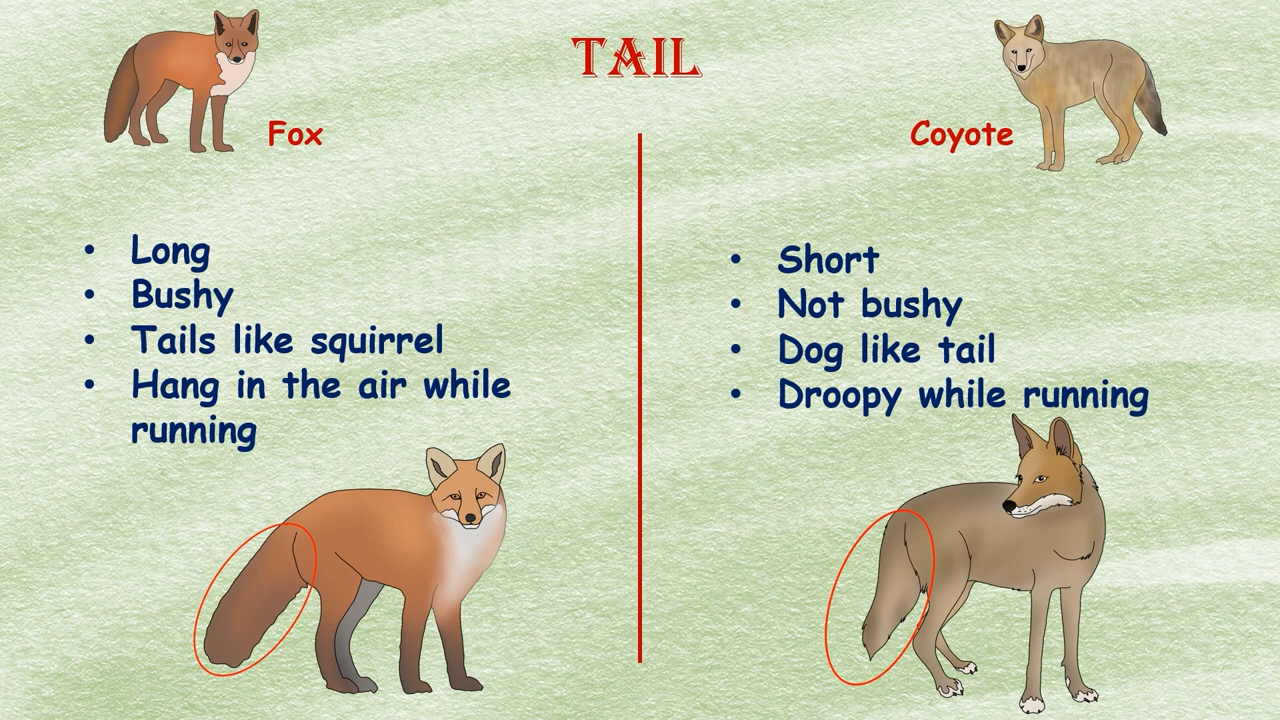 TAIL
Fox
Coyote
• Long
• Bushy
• Tails like squirrel
• Hang in the air while
running
• Short
• Not bushy
• Dog like tail
• Droopy while running